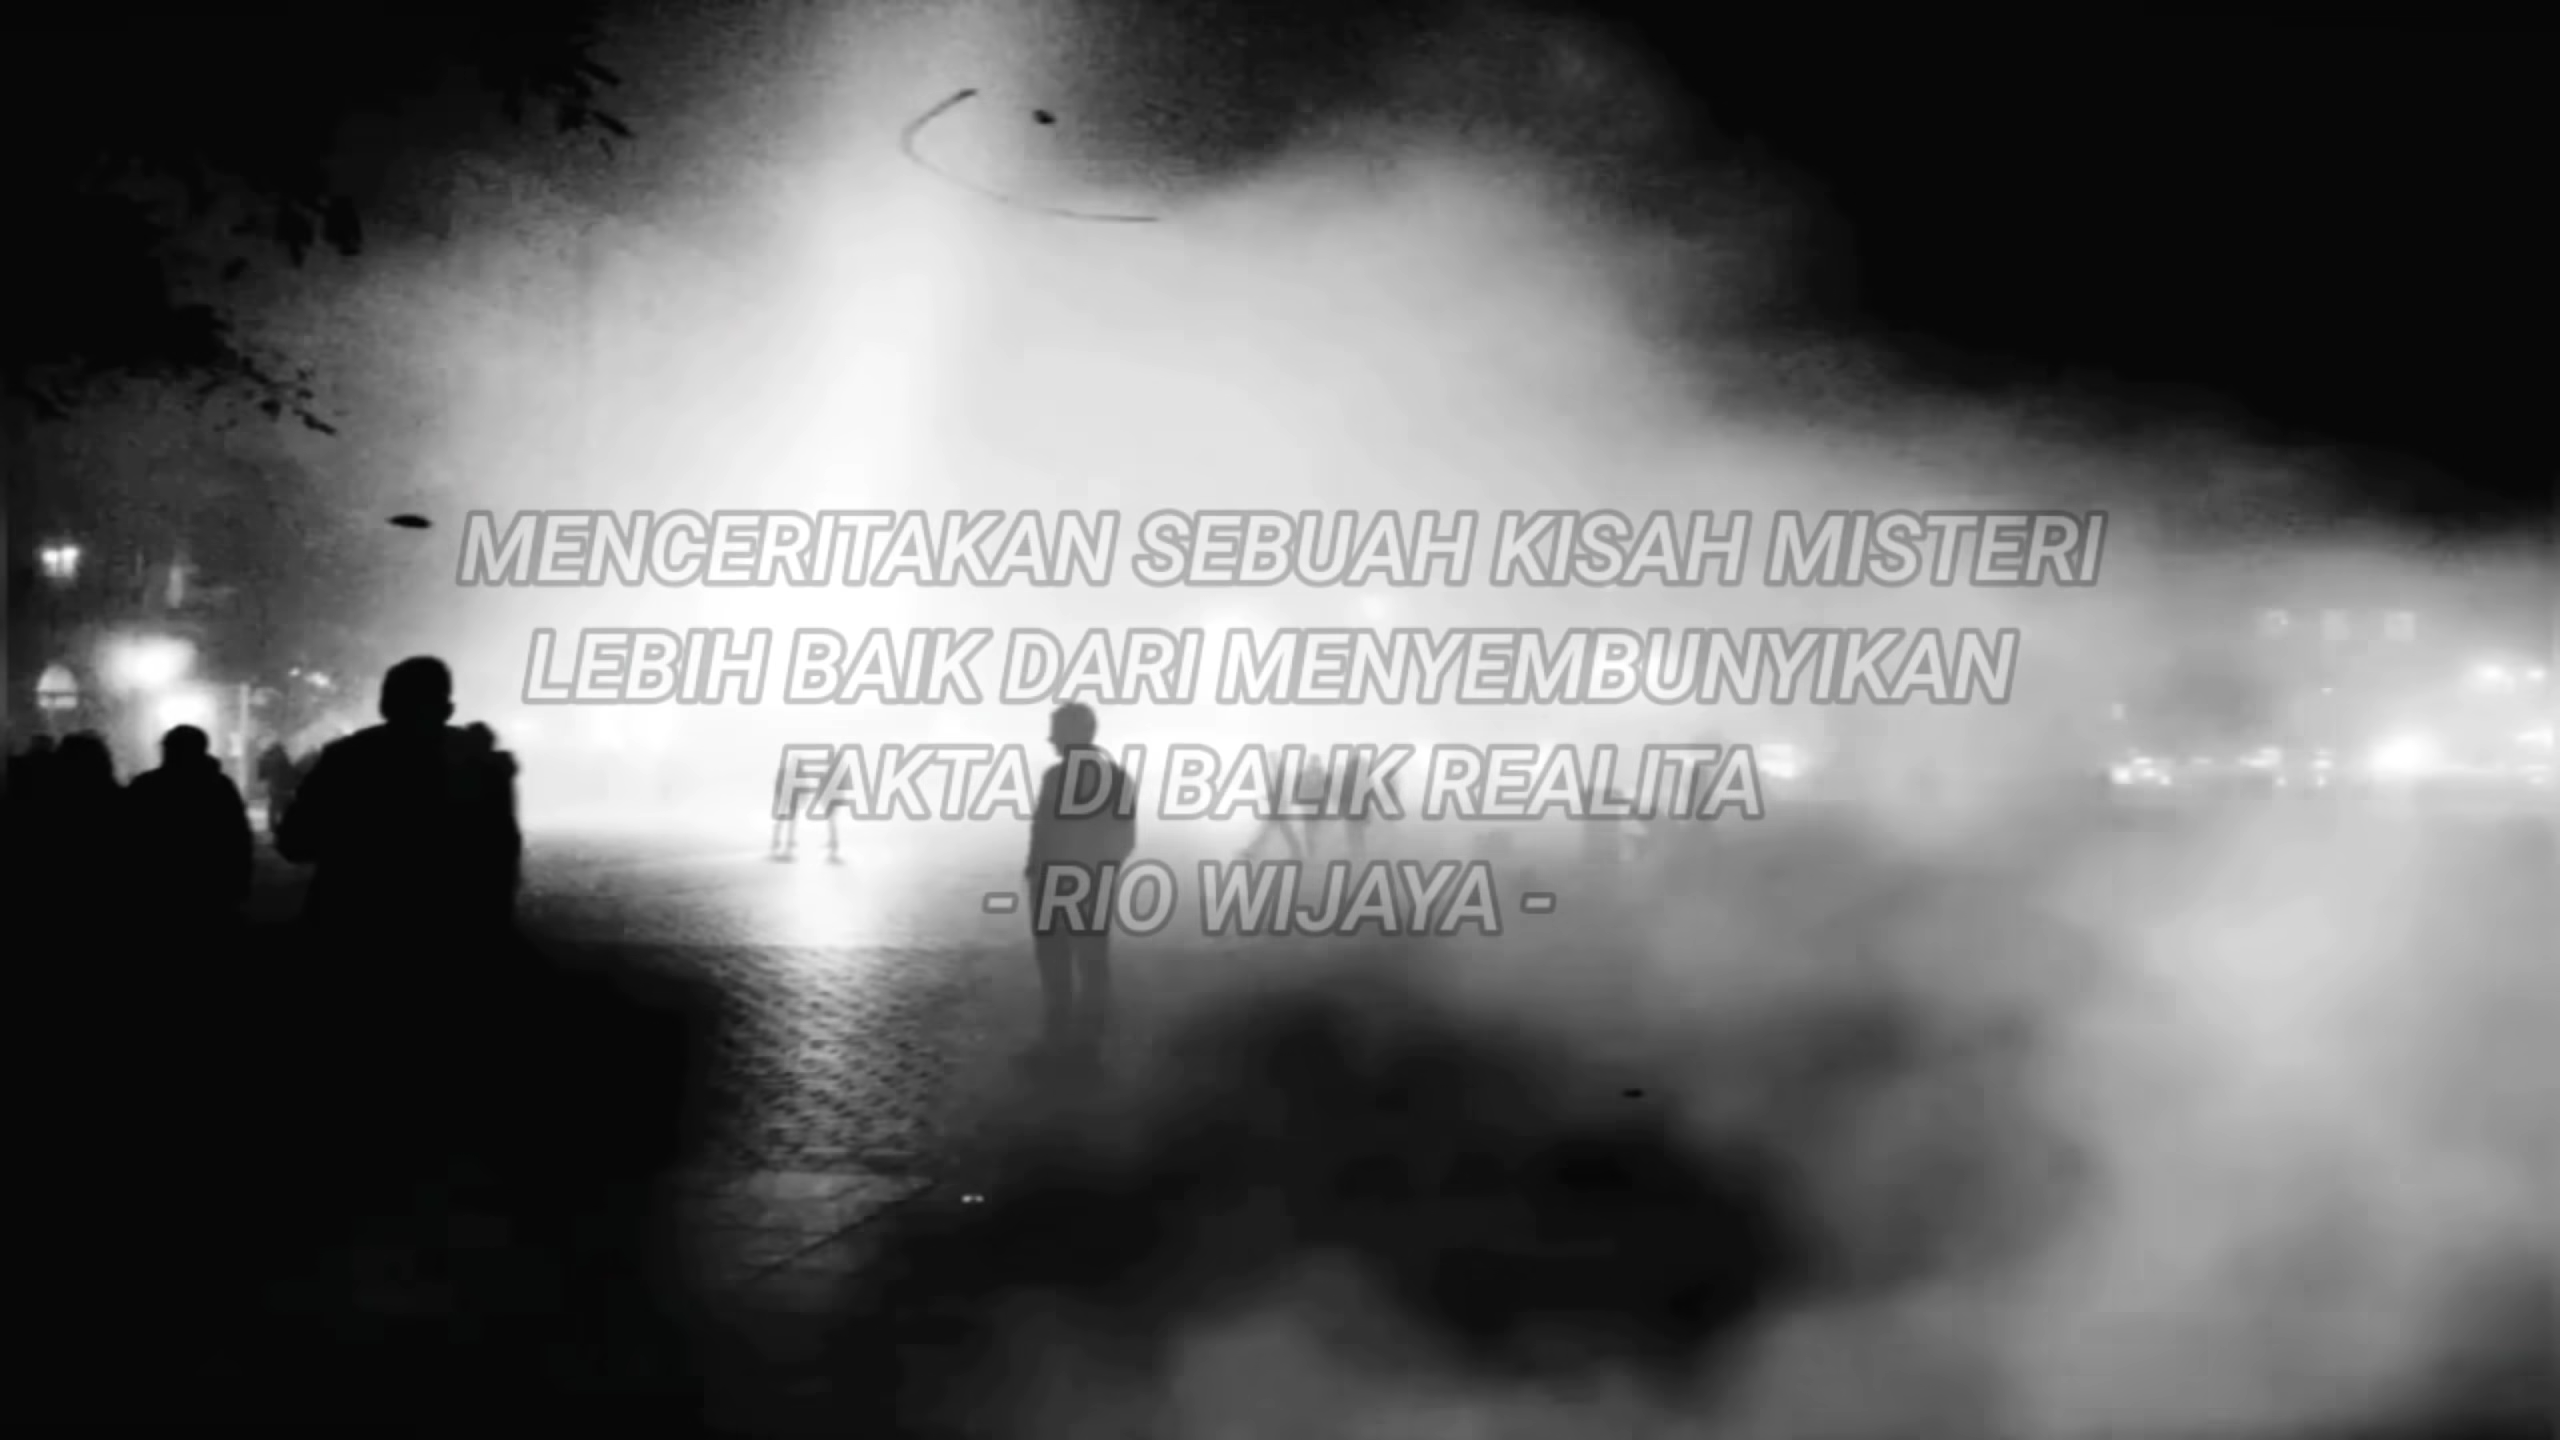 MENCERITAKAN SEBUAH KISAH MISTERI
LEBIH BAIK DARI MENYEMBUNYIKAN
FAKTA DI BALIK REALITA
- RIO WIJAYA -